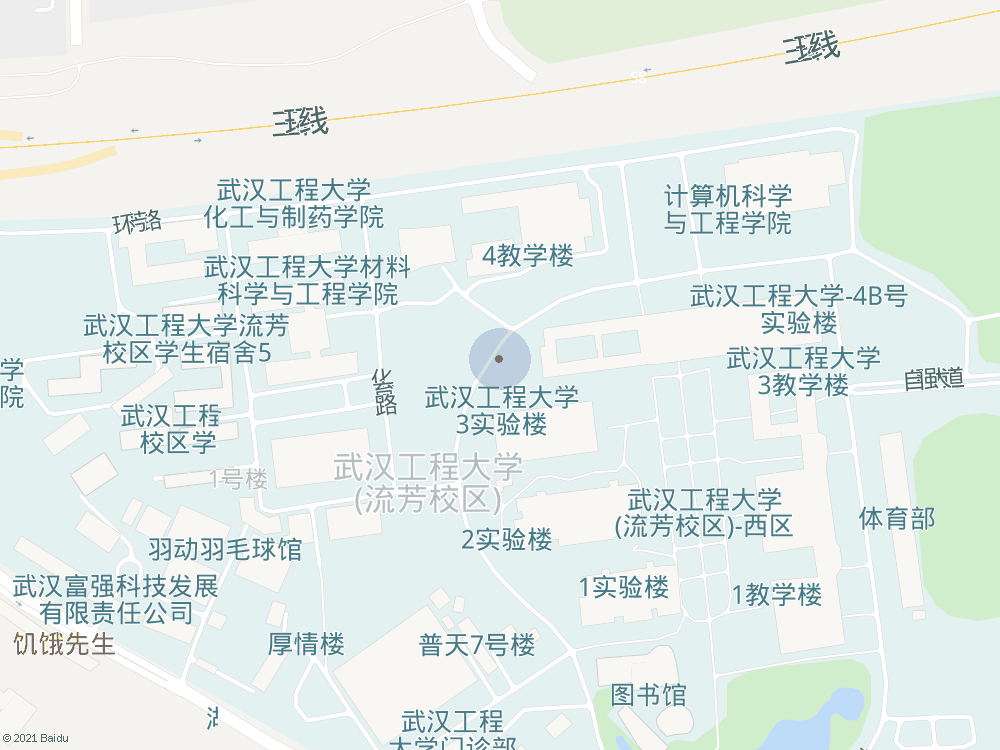 三环线
三环线
武汉工程大学
化工与制药学院
环湾路
计算机科学
与工程学院
4教学楼
武汉工程大学材料
科学与工程学院
武汉工程大学-4B号
实验楼
武汉工程大学流芳
校区学生宿舍5
学
院
武汉工程大学
3教学楼
自强大道
化育路
武汉工程大学
3实验楼
武汉工程
校区学
武汉工程大学
(流芳校区)
1号楼
武汉工程大学
(流芳校区)-西区
体育部
2实验楼
羽动羽毛球馆
武汉富强科技发展
有限责任公司
1实验楼
1教学楼
饥饿先生
厚情楼
普天7号楼
图书馆
武汉工程
大学门诊部
© 2021 Baidu